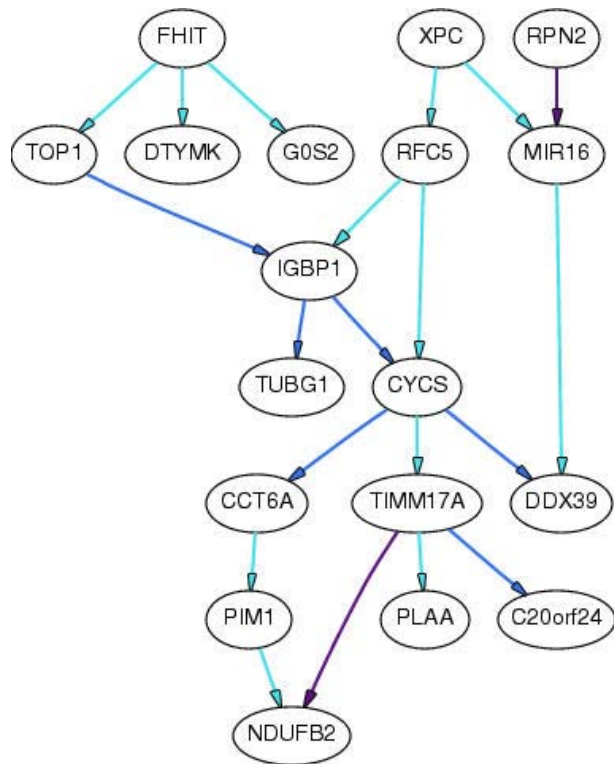 FHIT XPC RPN2
TOP1 DTYMK G0S2 RFC5 MIR16
IGBP1
TUBG1 CYCS
CCT6A TIMM17A DDX39
PIM1 PLAA C20orf24
NDUFB2